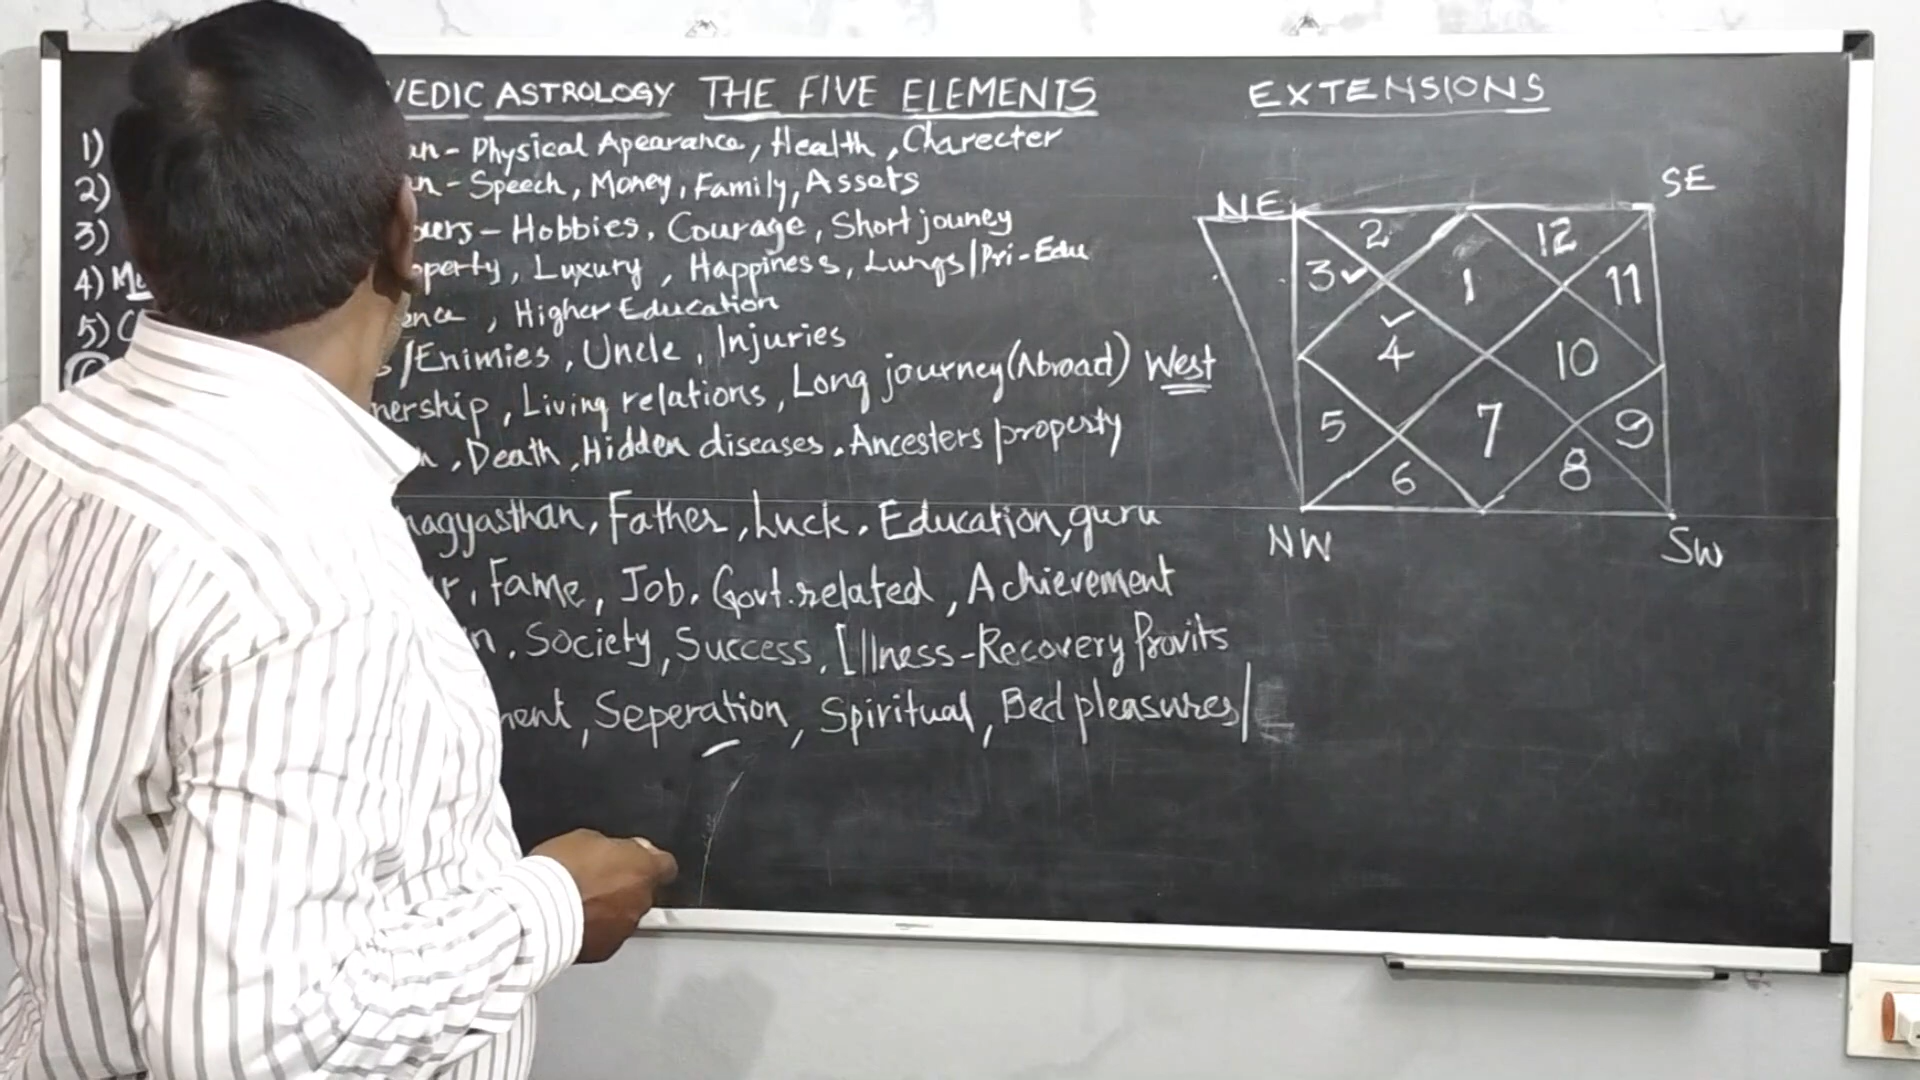 VEDIC ASTROLOGY THE FIVE ELEMENTS
1) an - Physical Apearance, Health, Charecter
2) n - Speech, Money, Family, Assets
3) wers - Hobbies, Courage, Short jouney
4) operty, Luxury, Happiness, Lungs/Pri-Edu
5) ence, Higher Education
/Enimies, Uncle, Injuries
nership, Living relations, Long journey(Abroad) West
, Death, Hidden diseases, Ancesters property
hagyasthan, Father, Luck, Education, guru
r, Fame, Job, Govt.related, Achievement
n, Society, Success, Illness-Recovery Provits
ment, Seperation, Spiritual, Bed pleasures/
EXTENSIONS
NE SE
2 12
3 1 11
4 10
5 7 9
6 8
NW SW